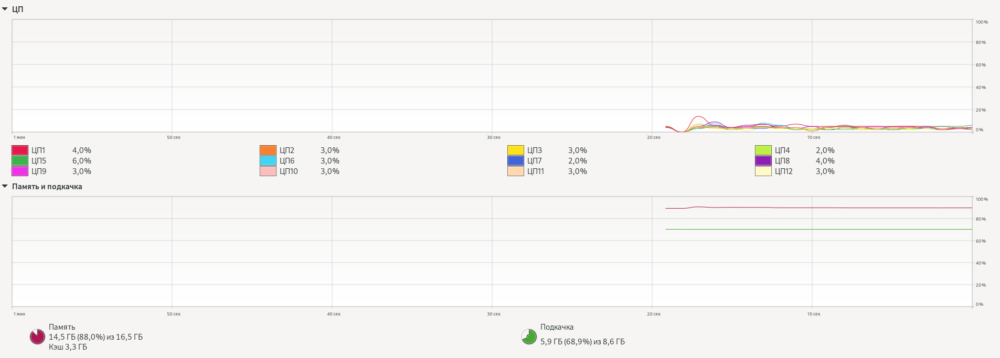 ЦП
100 %
80 %
60 %
40 %
20 %
0 %
1 мин 50 сек 40 сек 30 сек 20 сек 10 сек
ЦП1 4,0% ЦП2 3,0% ЦП3 3,0% ЦП4 2,0%
ЦП5 6,0% ЦП6 3,0% ЦП7 2,0% ЦП8 4,0%
ЦП9 3,0% ЦП10 3,0% ЦП11 3,0% ЦП12 3,0%
Память и подкачка
100 %
80 %
60 %
40 %
20 %
0 %
1 мин 50 сек 40 сек 30 сек 20 сек 10 сек
Память
14,5 ГБ (88,0%) из 16,5 ГБ
Кэш 3,3 ГБ
Подкачка
5,9 ГБ (68,9%) из 8,6 ГБ